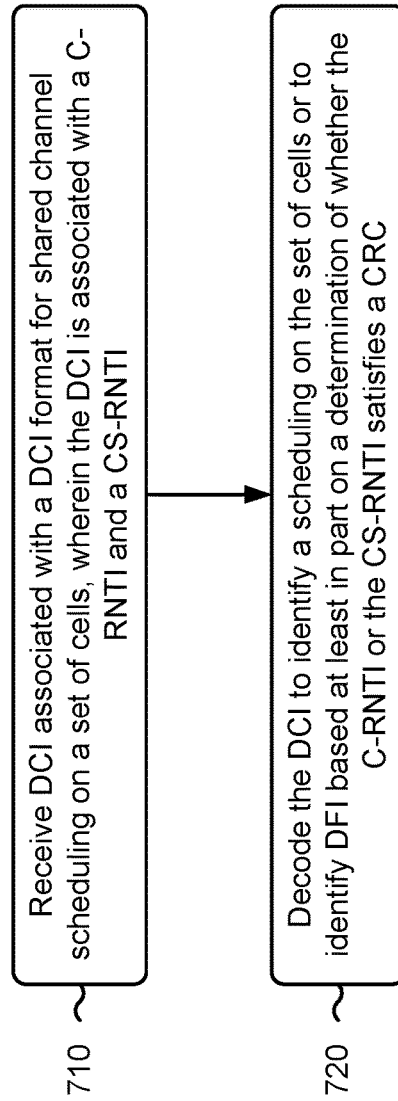 710
Receive DCI associated with a DCI format for shared channel
scheduling on a set of cells, wherein the DCI is associated with a C-
RNTI and a CS-RNTI
720
Decode the DCI to identify a scheduling on the set of cells or to
identify DFI based at least in part on a determination of whether the
C-RNTI or the CS-RNTI satisfies a CRC